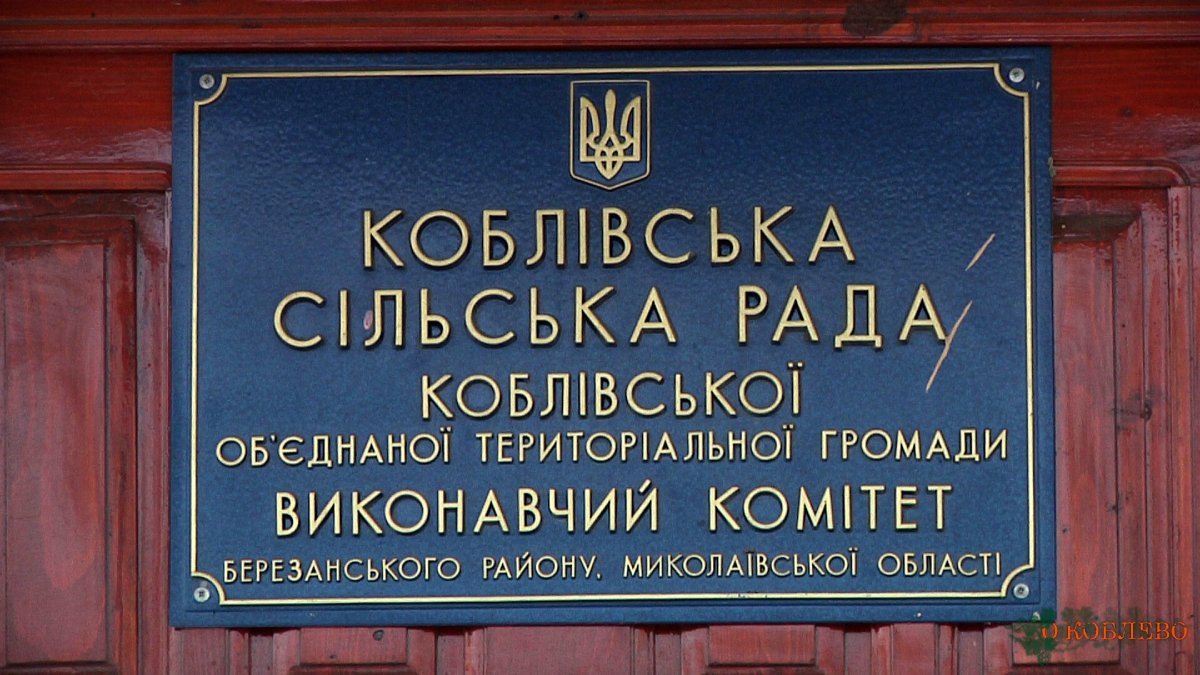 КОБЛІВСЬКА
СІЛЬСЬКА РАДА
КОБЛІВСЬКОЇ
ОБ'ЄДНАНОЇ ТЕРИТОРІАЛЬНОЇ ГРОМАДИ
ВИКОНАВЧИЙ КОМІТЕТ
БЕРЕЗАНСЬКОГО РАЙОНУ, МИКОЛАЇВСЬКОЇ ОБЛАСТІ
О КОБЛЕВО